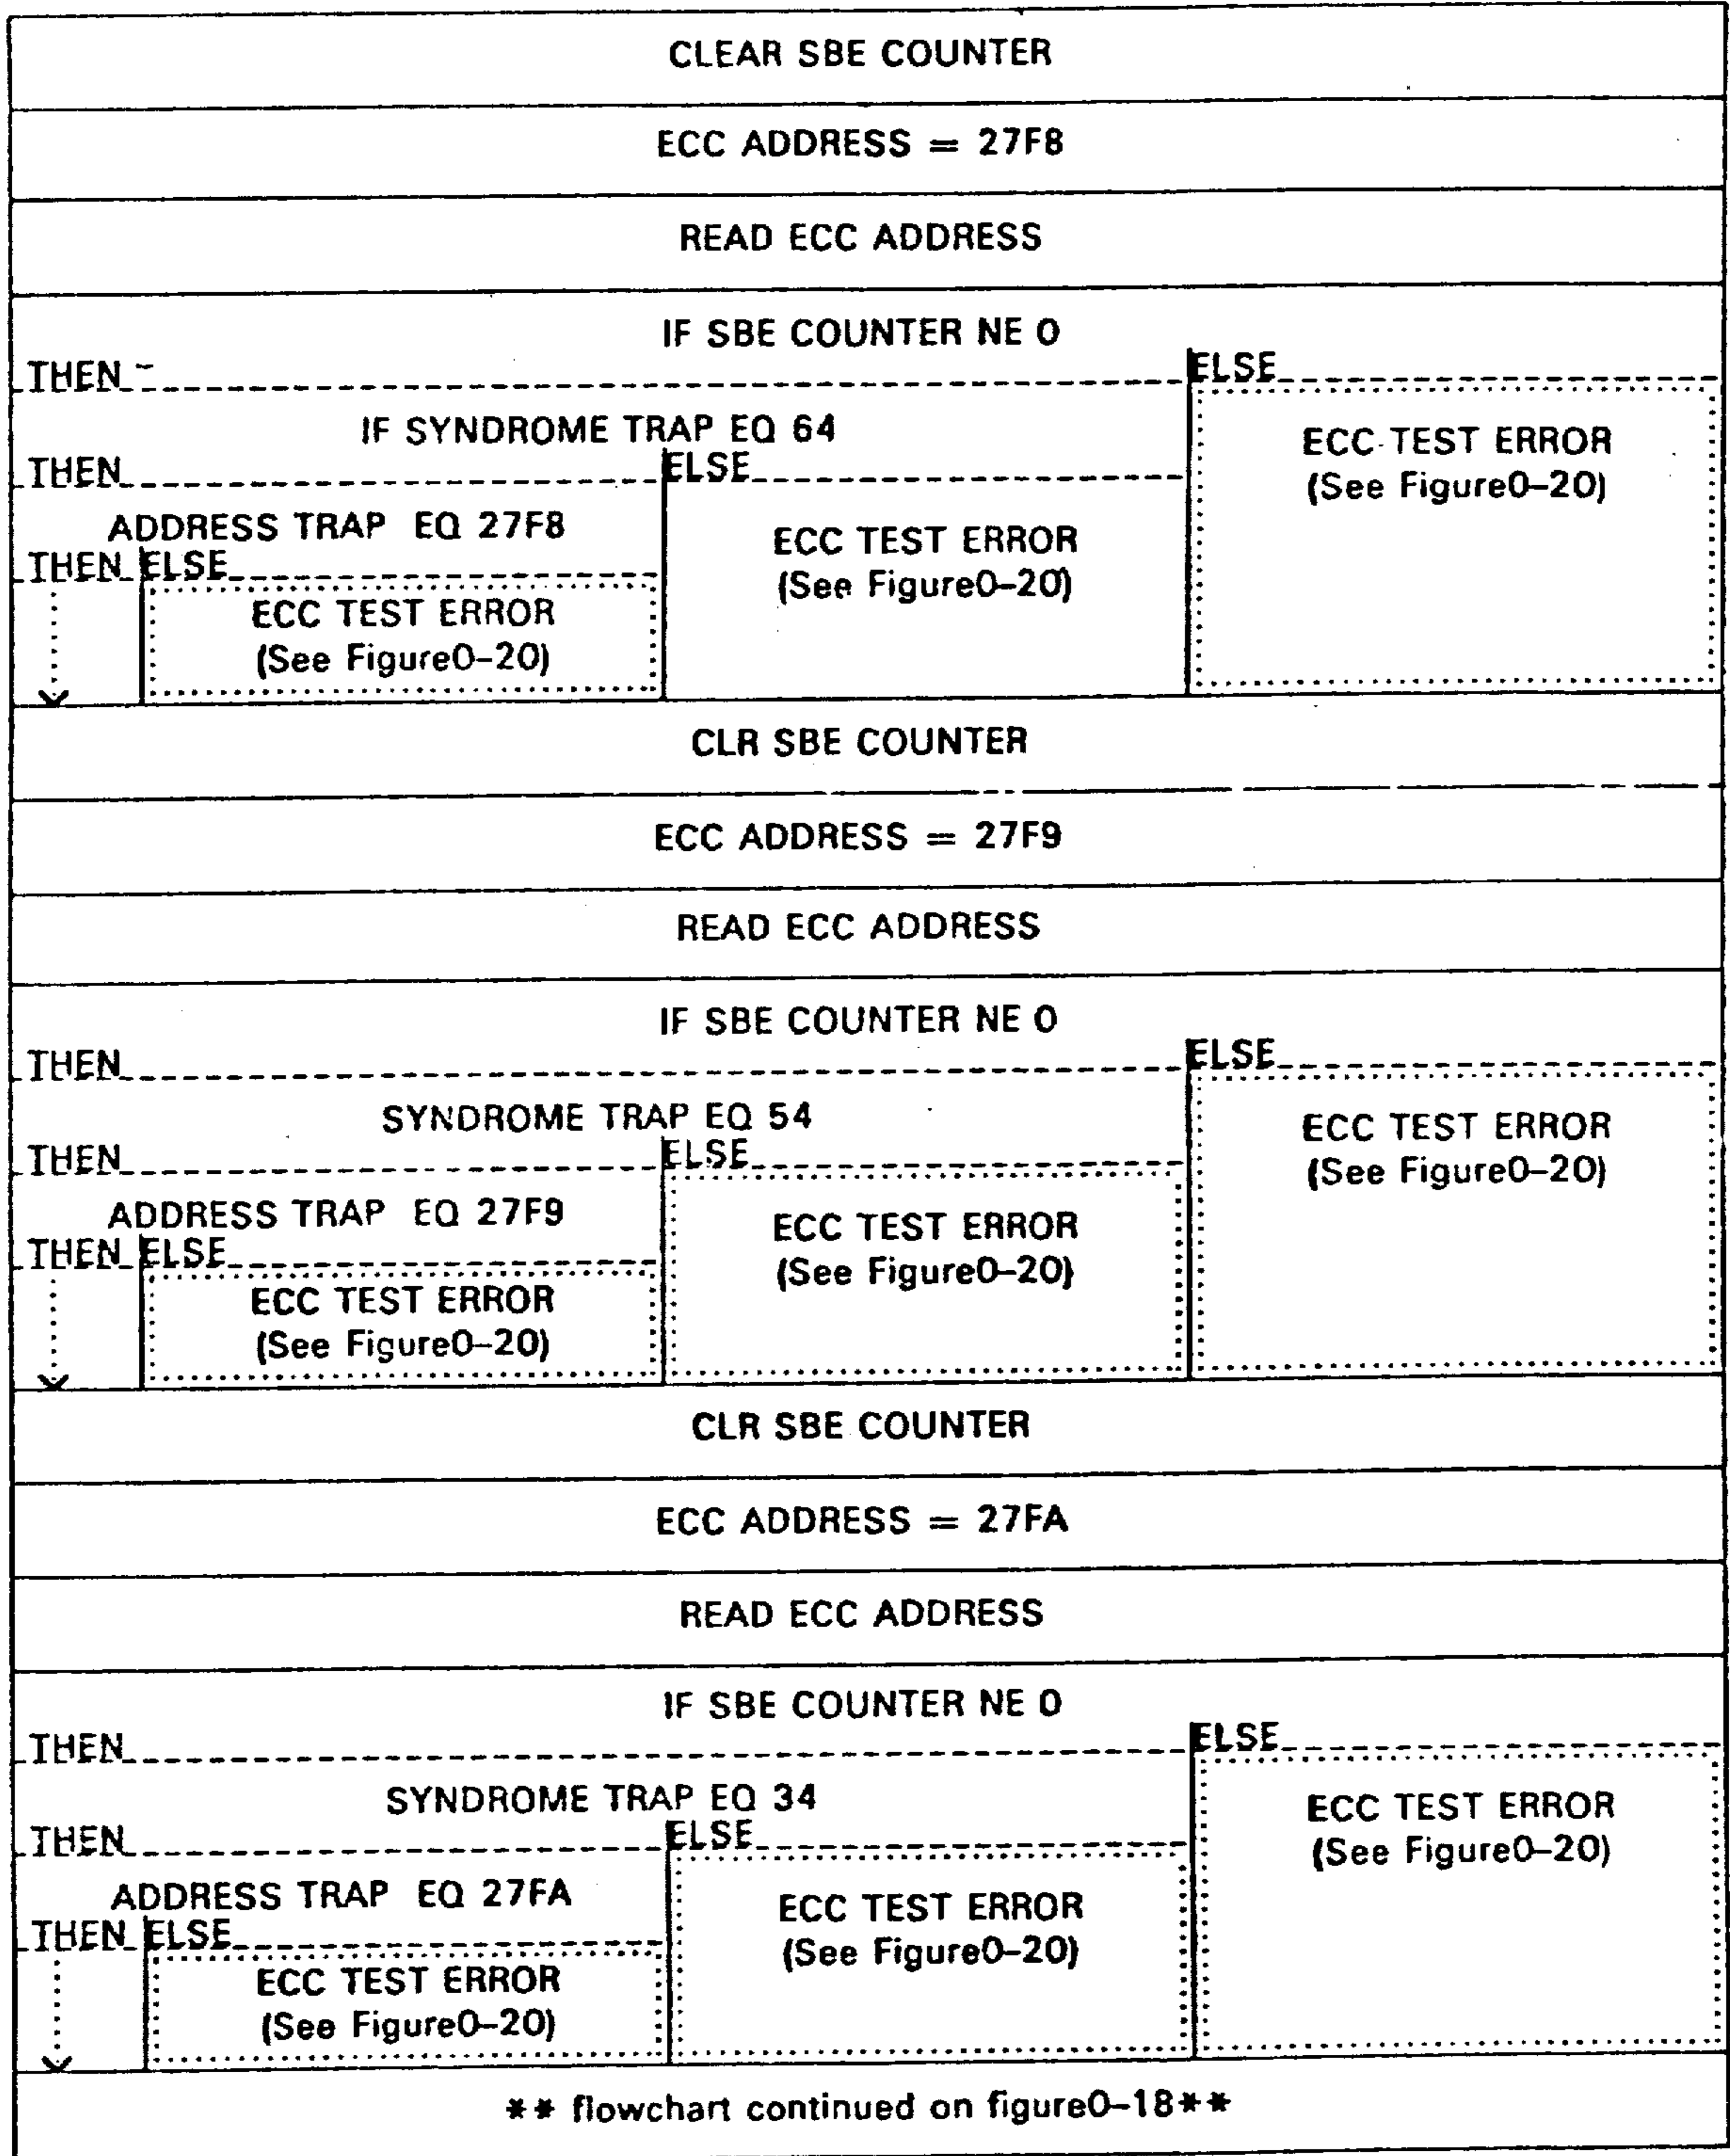 CLEAR SBE COUNTER
ECC ADDRESS = 27F8
READ ECC ADDRESS
IF SBE COUNTER NE 0
THEN
ELSE
IF SYNDROME TRAP EQ 64
ECC TEST ERROR
(See Figure0-20)
THEN
ELSE
ADDRESS TRAP EQ 27F8
ECC TEST ERROR
(See Figure0-20)
THEN
ELSE
ECC TEST ERROR
(See Figure0-20)
CLR SBE COUNTER
ECC ADDRESS = 27F9
READ ECC ADDRESS
IF SBE COUNTER NE 0
THEN
ELSE
SYNDROME TRAP EQ 54
ECC TEST ERROR
(See Figure0-20)
THEN
ELSE
ADDRESS TRAP EQ 27F9
ECC TEST ERROR
(See Figure0-20)
THEN
ELSE
ECC TEST ERROR
(See Figure0-20)
CLR SBE COUNTER
ECC ADDRESS = 27FA
READ ECC ADDRESS
IF SBE COUNTER NE 0
THEN
ELSE
SYNDROME TRAP EQ 34
ECC TEST ERROR
(See Figure0-20)
THEN
ELSE
ADDRESS TRAP EQ 27FA
ECC TEST ERROR
(See Figure0-20)
THEN
ELSE
ECC TEST ERROR
(See Figure0-20)
** flowchart continued on figure0-18**